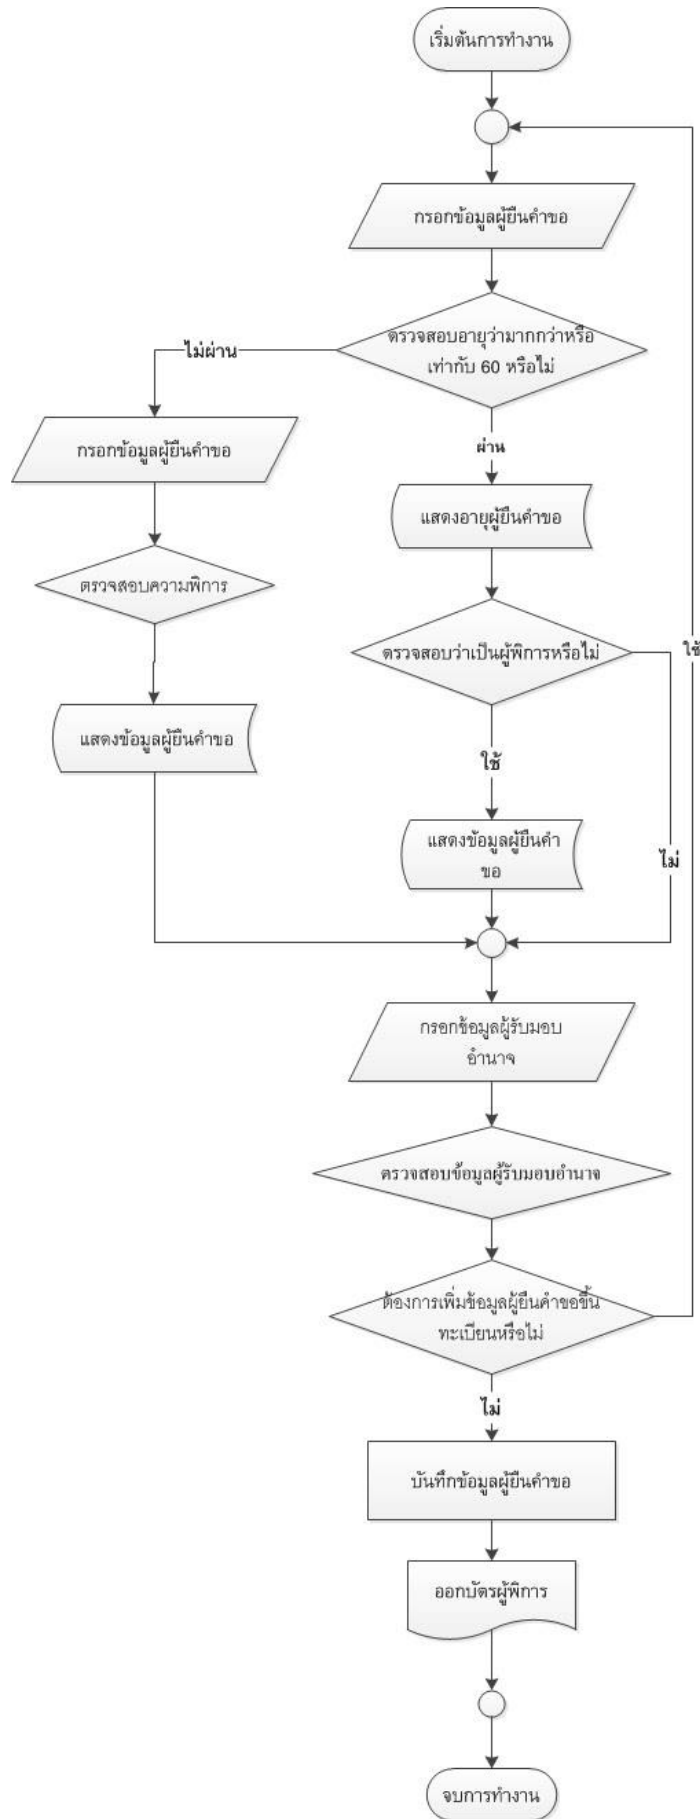 เริ่มต้นการทำงาน
กรอกข้อมูลผู้ยื่นคำขอ
ตรวจสอบอายุว่ามากกว่าหรือ
เท่ากับ 60 หรือไม่
ไม่ผ่าน
กรอกข้อมูลผู้ยื่นคำขอ
ผ่าน
แสดงอายุผู้ยื่นคำขอ
ตรวจสอบความพิการ
ตรวจสอบว่าเป็นผู้พิการหรือไม่
ใช้
แสดงข้อมูลผู้ยื่นคำขอ
ใช้
แสดงข้อมูลผู้ยื่นคำ
ขอ
ไม่
กรอกข้อมูลผู้รับมอบ
อำนาจ
ตรวจสอบข้อมูลผู้รับมอบอำนาจ
ต้องการเพิ่มข้อมูลผู้ยื่นคำขอขึ้น
ทะเบียนหรือไม่
ไม่
บันทึกข้อมูลผู้ยื่นคำขอ
ออกบัตรผู้พิการ
จบการทำงาน